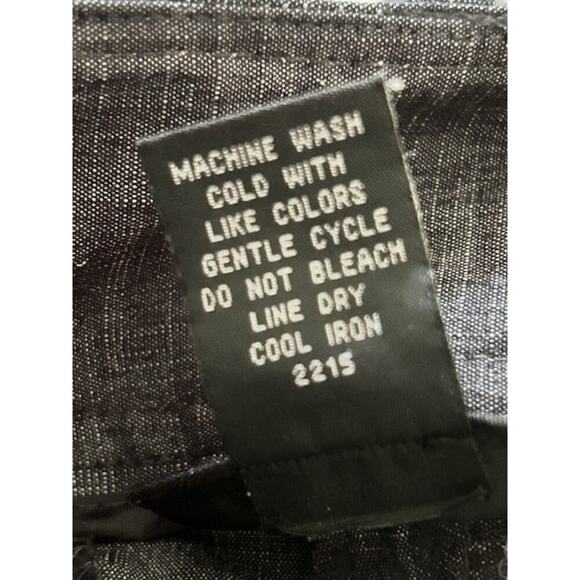 MACHINE WASH
COLD WITH
LIKE COLORS
GENTLE CYCLE
DO NOT BLEACH
LINE DRY
COOL IRON
2215